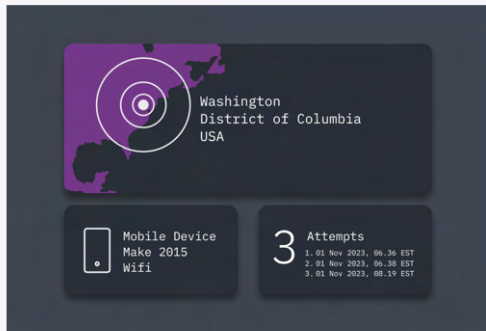 Washington
District of Columbia
USA
Mobile Device
Make 2015
Wifi
3 Attempts
1. 01 Nov 2023, 06.36 EST
2. 01 Nov 2023, 06.38 EST
3. 01 Nov 2023, 08.19 EST